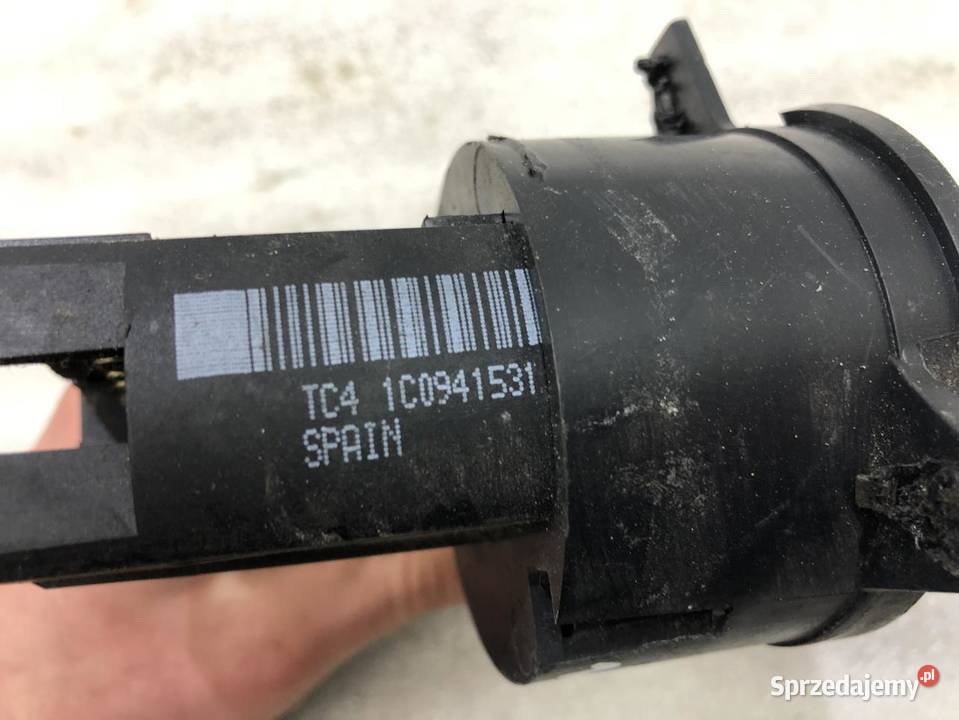 TC4 1C0941531
SPAIN
Sprzedajemy.pl